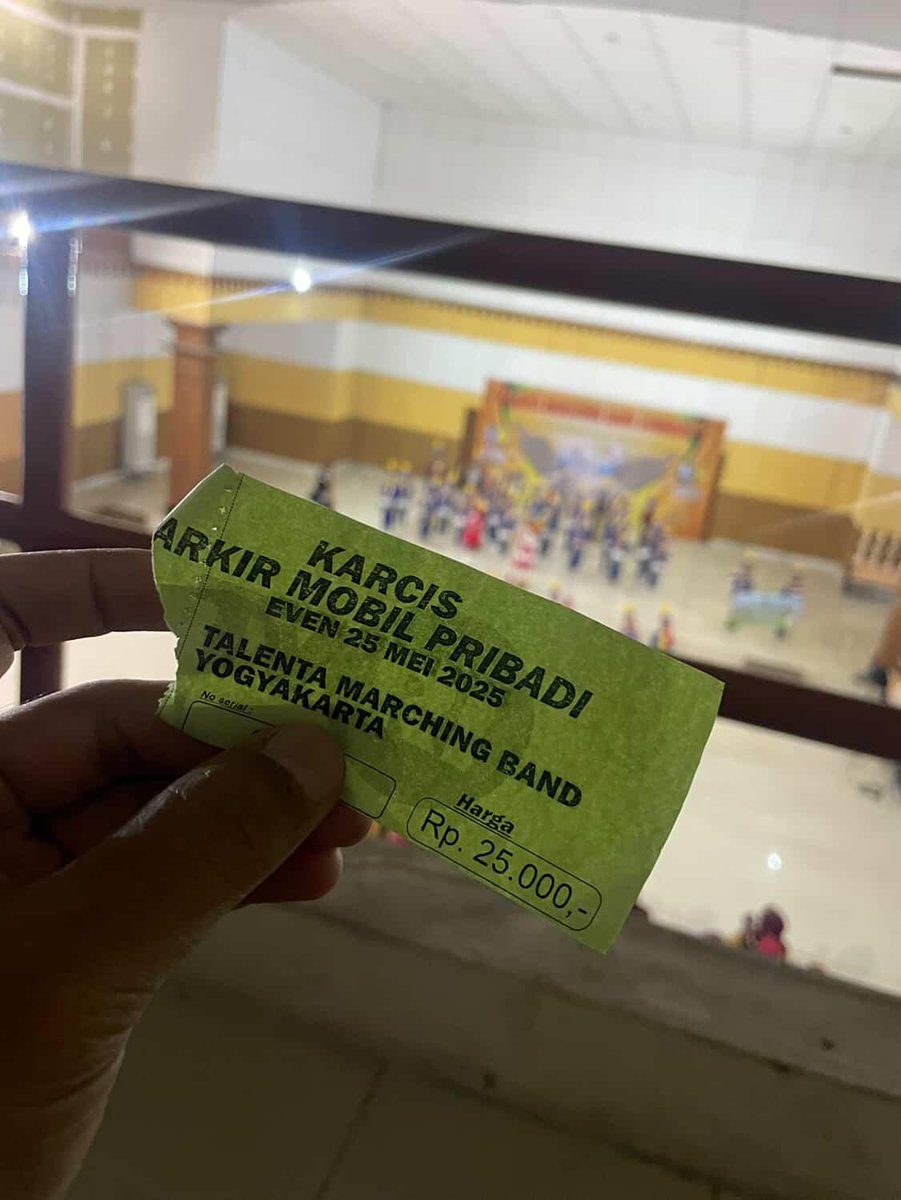 KARCIS
ARKIR MOBIL PRIBADI
EVEN 25 MEI 2025
TALENTA MARCHING BAND
YOGYAKARTA
No serial :
Harga
Rp. 25.000,-